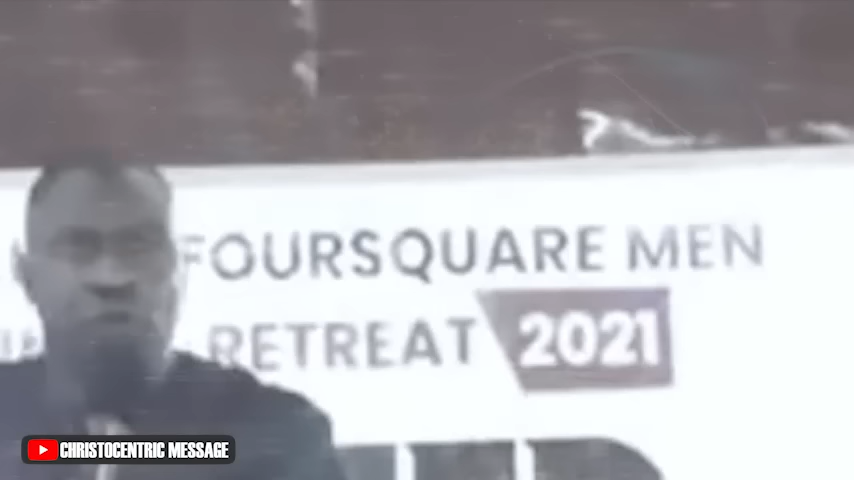 FOURSQUARE MEN
RETREAT 2021
CHRISTOCENTRIC MESSAGE